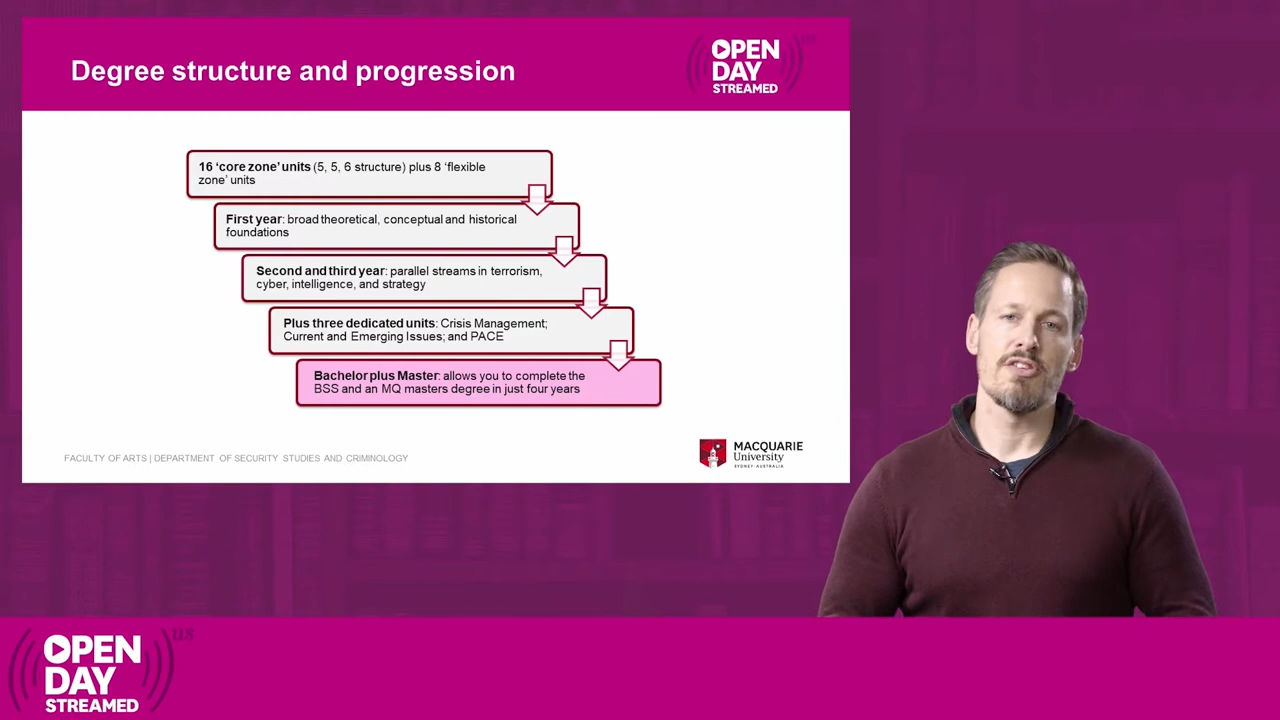 Degree structure and progression
OPEN
DAY
STREAMED
us
16 ‘core zone’ units (5, 5, 6 structure) plus 8 ‘flexible
zone’ units
First year: broad theoretical, conceptual and historical
foundations
Second and third year: parallel streams in terrorism,
cyber, intelligence, and strategy
Plus three dedicated units: Crisis Management;
Current and Emerging Issues; and PACE
Bachelor plus Master: allows you to complete the
BSS and an MQ masters degree in just four years
FACULTY OF ARTS | DEPARTMENT OF SECURITY STUDIES AND CRIMINOLOGY
MACQUARIE
University
SYDNEY·AUSTRALIA
OPEN
DAY
STREAMED
us